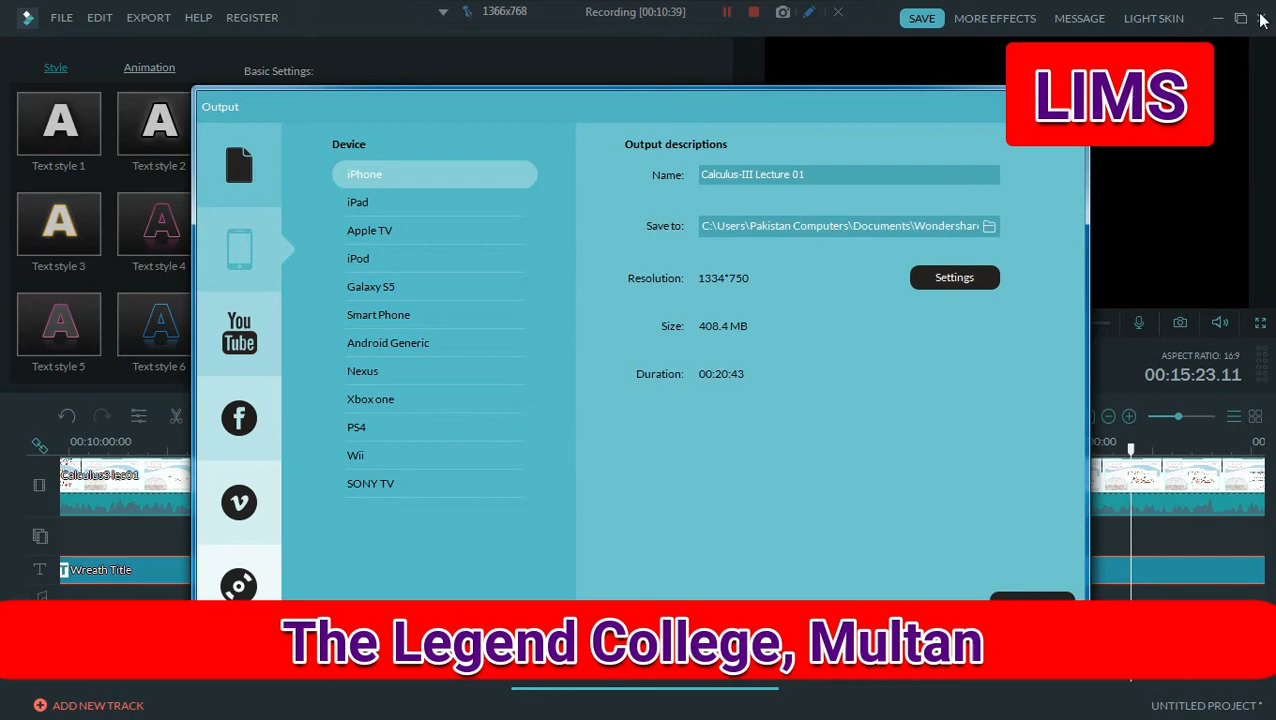 FILE EDIT EXPORT HELP REGISTER
1366x768 Recording [00:10:39]
SAVE MORE EFFECTS MESSAGE LIGHT SKIN
Style Animation Basic Settings:
LIMS
Output
A A
Text style 1 Text style 2
A A
Text style 3 Text style 4
A A
Text style 5 Text style 6
You
Tube
Device
iPhone
iPad
Apple TV
iPod
Galaxy S5
Smart Phone
Android Generic
Nexus
Xbox one
PS4
Wii
SONY TV
Output descriptions
Name: Calculus-III Lecture 01
Save to: C:\Users\Pakistan Computers\Documents\Wondershare
Resolution: 1334*750 Settings
Size: 408.4 MB
Duration: 00:20:43
ASPECT RATIO: 16:9
00:15:23.11
00:10:00:00
Calculus3lec01
T T Wreath Title
The Legend College, Multan
ADD NEW TRACK
UNTITLED PROJECT *